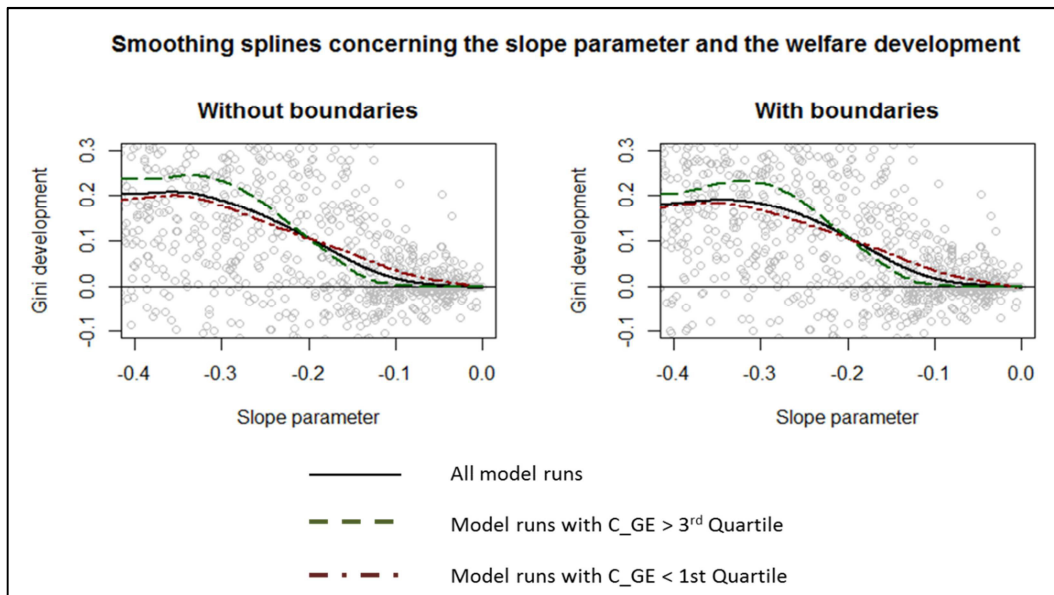 Smoothing splines concerning the slope parameter and the welfare development
Without boundaries
Gini development
0.3
0.2
0.1
0.0
-0.1
-0.4 -0.3 -0.2 -0.1 0.0
Slope parameter
With boundaries
Gini development
0.3
0.2
0.1
0.0
-0.1
-0.4 -0.3 -0.2 -0.1 0.0
Slope parameter
All model runs
Model runs with C_GE > 3rd Quartile
Model runs with C_GE < 1st Quartile